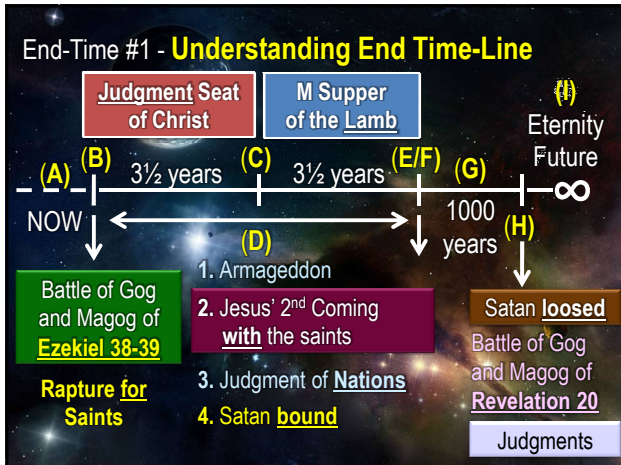 End-Time #1 - Understanding End Time-Line
Judgment Seat
of Christ
M Supper
of the Lamb
(I)
Eternity
Future
(A)
(B)
3½ years
(C)
3½ years
(E/F)
(G)
∞
NOW
(D)
1000
years
(H)
Battle of Gog
and Magog of
Ezekiel 38-39
Rapture for
Saints
1. Armageddon
2. Jesus' 2nd Coming
with the saints
3. Judgment of Nations
4. Satan bound
Satan loosed
Battle of Gog
and Magog of
Revelation 20
Judgments